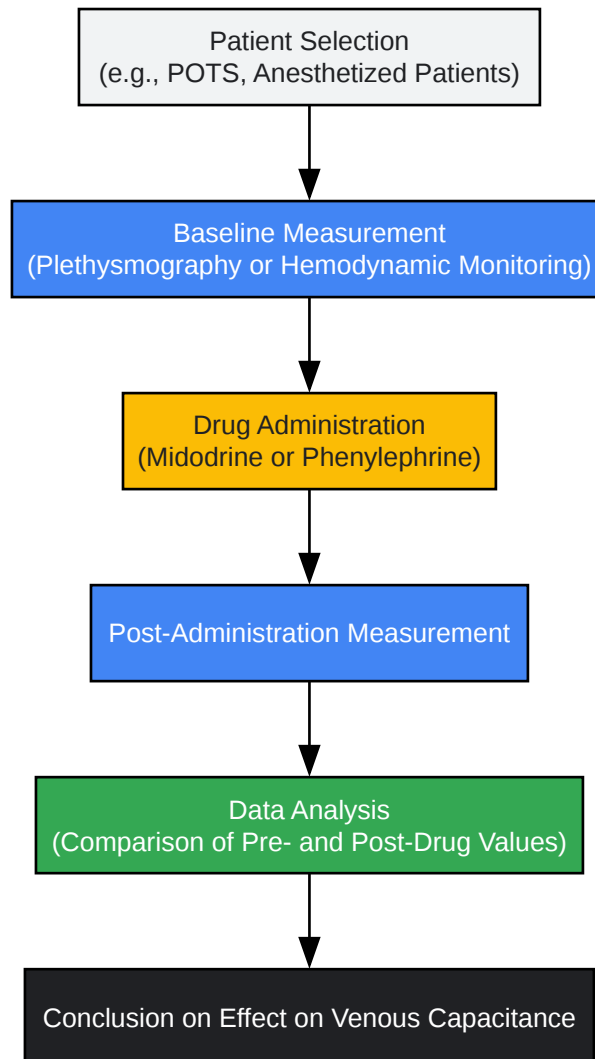 Patient Selection
(e.g., POTS, Anesthetized Patients)
Baseline Measurement
(Plethysmography or Hemodynamic Monitoring)
Drug Administration
(Midodrine or Phenylephrine)
Post-Administration Measurement
Data Analysis
(Comparison of Pre- and Post-Drug Values)
Conclusion on Effect on Venous Capacitance